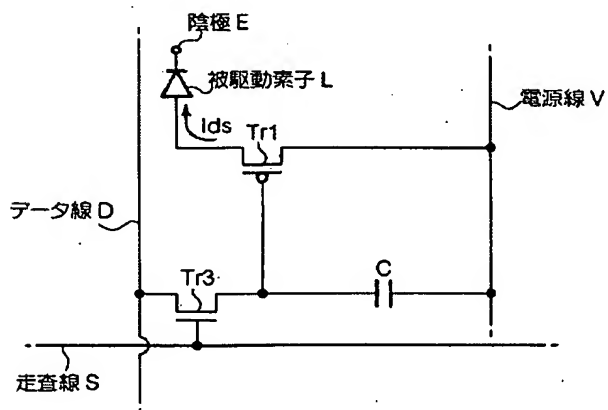 陰極 E
被駆動素子 L
電源線 V
Ids
Tr1
データ線 D
Tr3
C
走査線 S